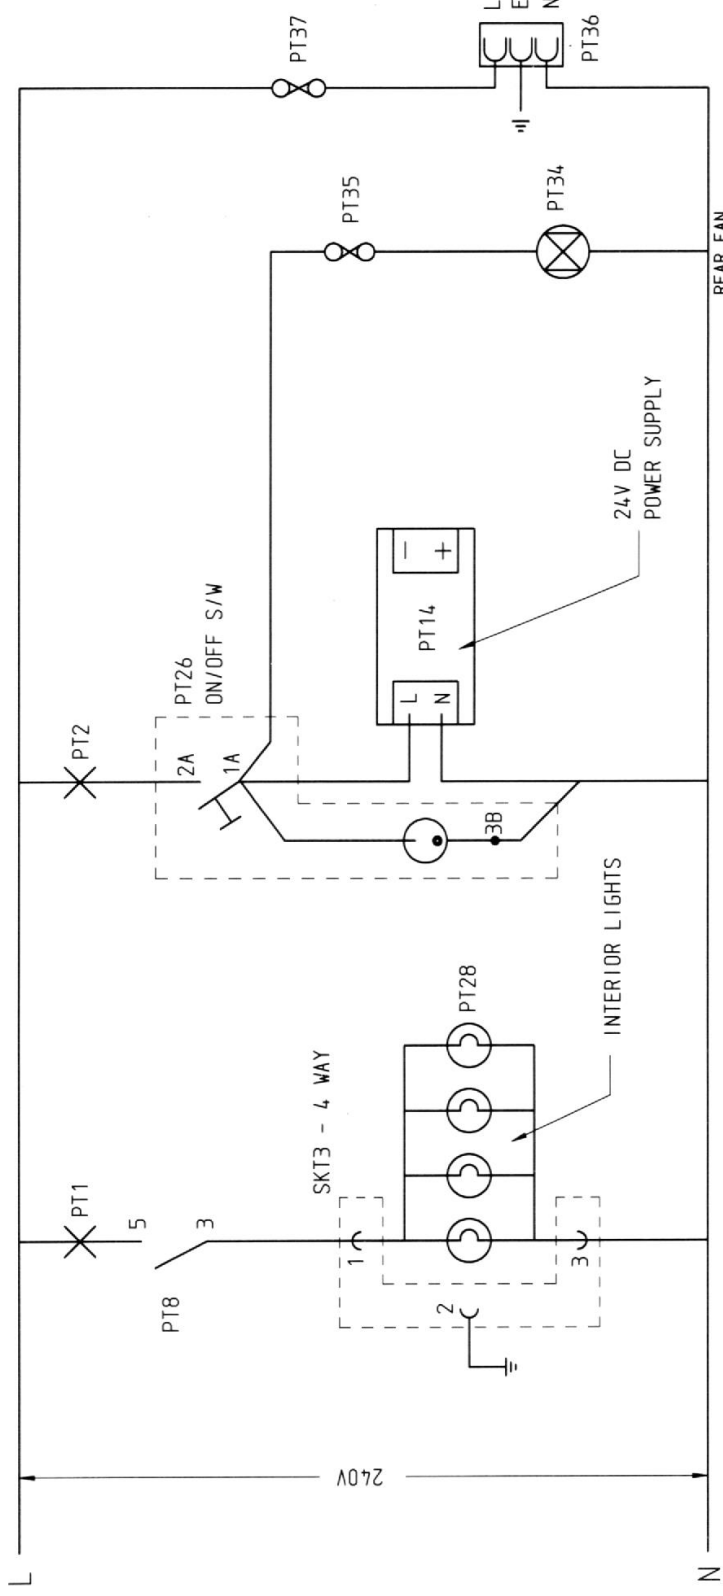 L
N
240V
PT1
5
3
PT8
SKT3 - 4 WAY
1
2
3
PT28
INTERIOR LIGHTS
PT2
PT26
ON/OFF S/W
2A
1A
3B
L
N
PT14
-
+
24V DC
POWER SUPPLY
PT35
PT34
REAR FAN
PT37
L
E
N
PT36